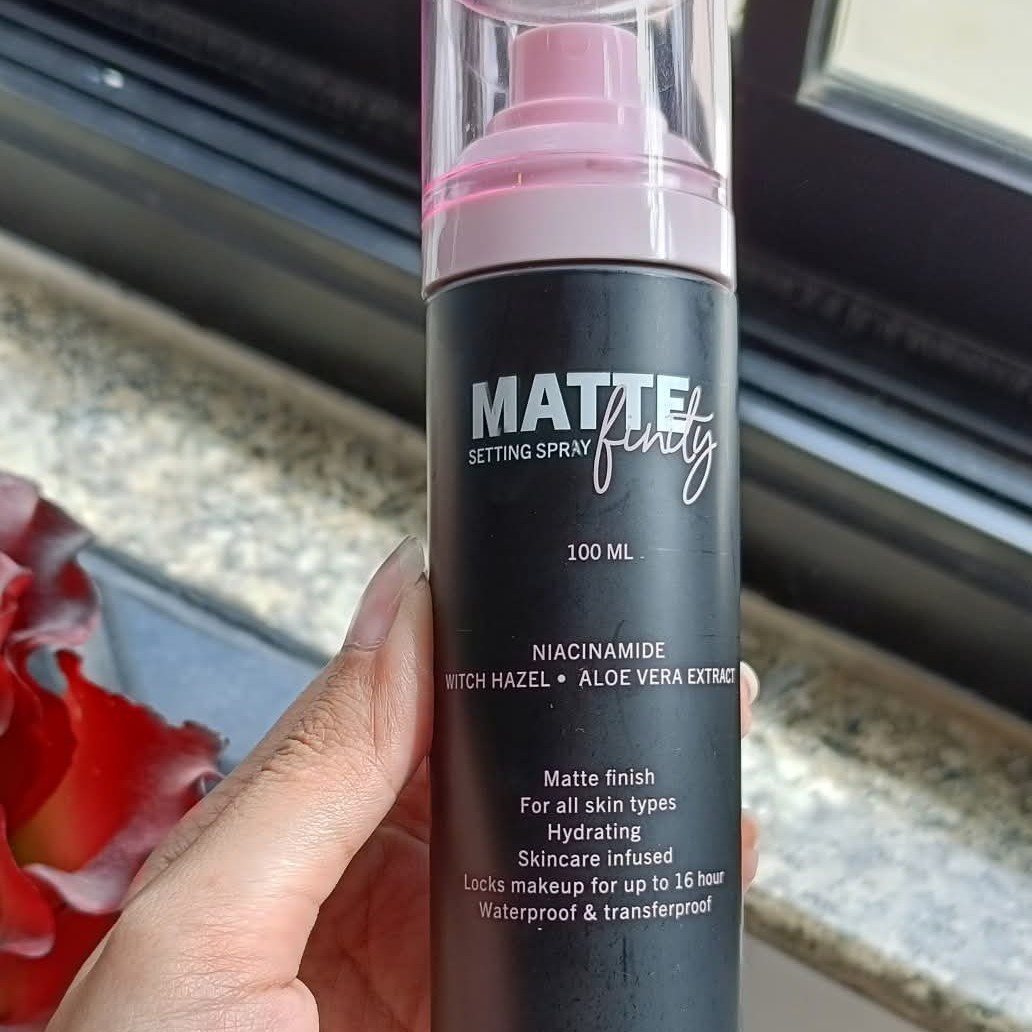 MATTE
finity
SETTING SPRAY
100 ML
NIACINAMIDE
WITCH HAZEL • ALOE VERA EXTRACT
Matte finish
For all skin types
Hydrating
Skincare infused
Locks makeup for up to 16 hour
Waterproof & transferproof